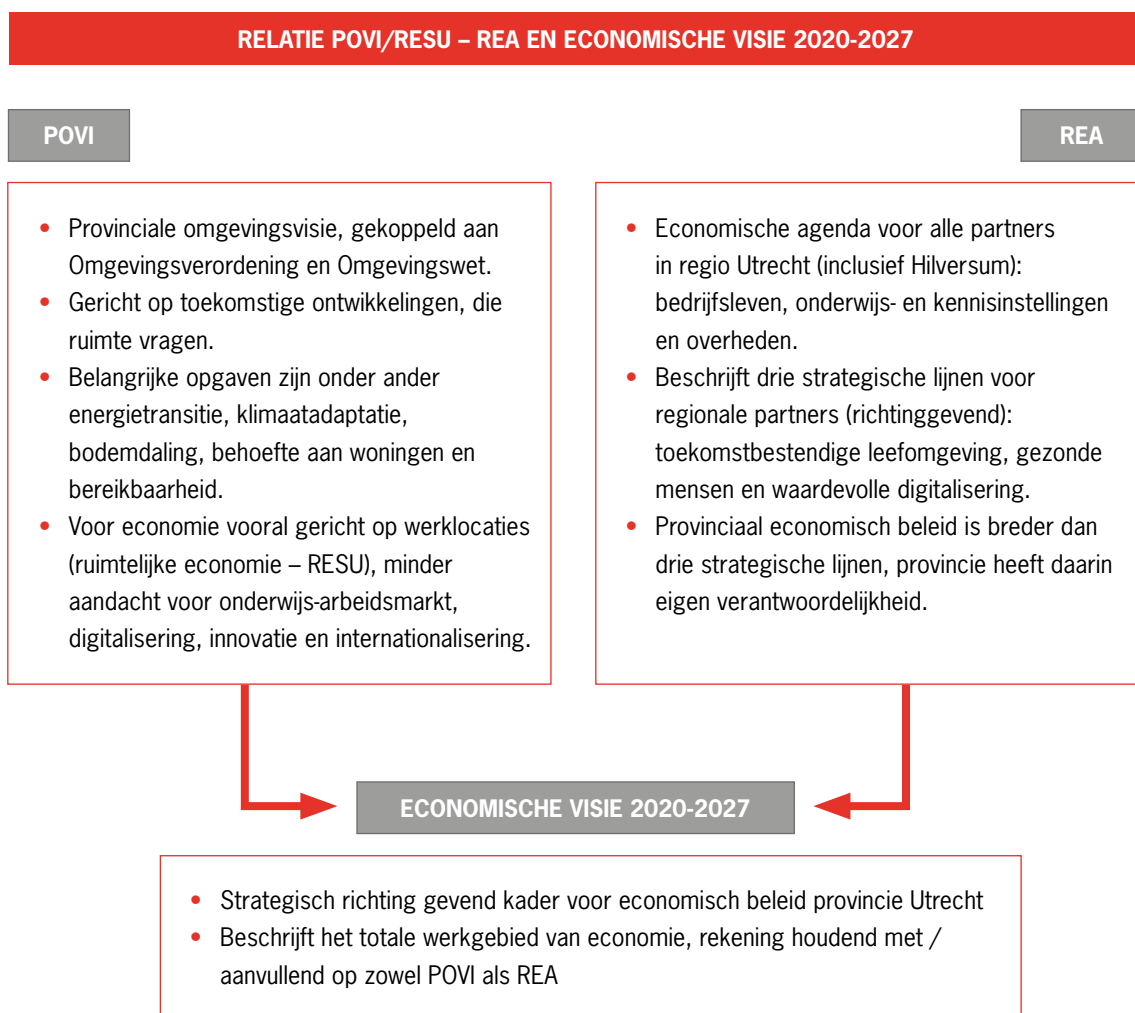 RELATIE POVI/RESU – REA EN ECONOMISCHE VISIE 2020-2027
POVI
• Provinciale omgevingsvisie, gekoppeld aan
Omgevingsverordening en Omgevingswet.
• Gericht op toekomstige ontwikkelingen, die
ruimte vragen.
• Belangrijke opgaven zijn onder ander
energietransitie, klimaatadaptatie,
bodemdaling, behoefte aan woningen en
bereikbaarheid.
• Voor economie vooral gericht op werklocaties
(ruimtelijke economie – RESU), minder
aandacht voor onderwijs-arbeidsmarkt,
digitalisering, innovatie en internationalisering.
REA
• Economische agenda voor alle partners
in regio Utrecht (inclusief Hilversum):
bedrijfsleven, onderwijs- en kennisinstellingen
en overheden.
• Beschrijft drie strategische lijnen voor
regionale partners (richtinggevend):
toekomstbestendige leefomgeving, gezonde
mensen en waardevolle digitalisering.
• Provinciaal economisch beleid is breder dan
drie strategische lijnen, provincie heeft daarin
eigen verantwoordelijkheid.
ECONOMISCHE VISIE 2020-2027
• Strategisch richting gevend kader voor economisch beleid provincie Utrecht
• Beschrijft het totale werkgebied van economie, rekening houdend met /
aanvullend op zowel POVI als REA